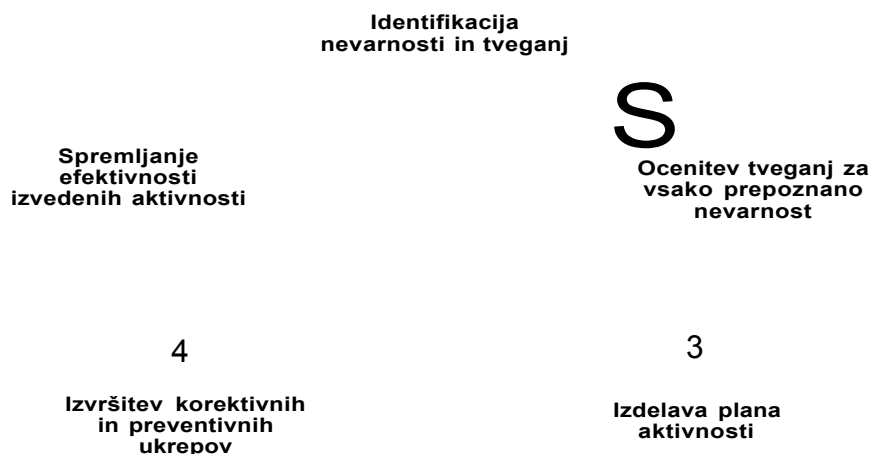 Identifikacija
nevarnosti in tveganj
S
Ocenitev tveganj za
vsako prepoznano
nevarnost
3
Izdelava plana
aktivnosti
4
Izvršitev korektivnih
in preventivnih
ukrepov
Spremljanje
efektivnosti
izvedenih aktivnosti